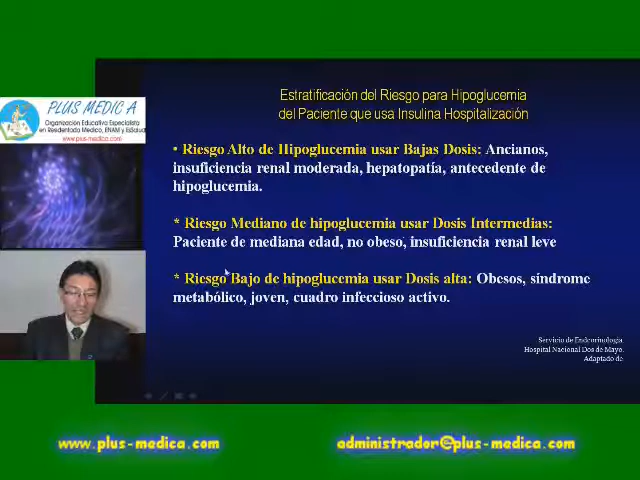 PLUS MEDICA
Organización Educativa Especialista
en Residentado Medico, ENAM y EsSalud
www.plus-medica.com
Estratificación del Riesgo para Hipoglucemia
del Paciente que usa Insulina Hospitalización
• Riesgo Alto de Hipoglucemia usar Bajas Dosis: Ancianos,
insuficiencia renal moderada, hepatopatía, antecedente de
hipoglucemia.
* Riesgo Mediano de hipoglucemia usar Dosis Intermedias:
Paciente de mediana edad, no obeso, insuficiencia renal leve
* Riesgo Bajo de hipoglucemia usar Dosis alta: Obesos, síndrome
metabólico, joven, cuadro infeccioso activo.
Servicio de Endocrinología.
Hospital Nacional Dos de Mayo.
Adaptado de
www.plus-medica.com
administrador@plus-medica.com